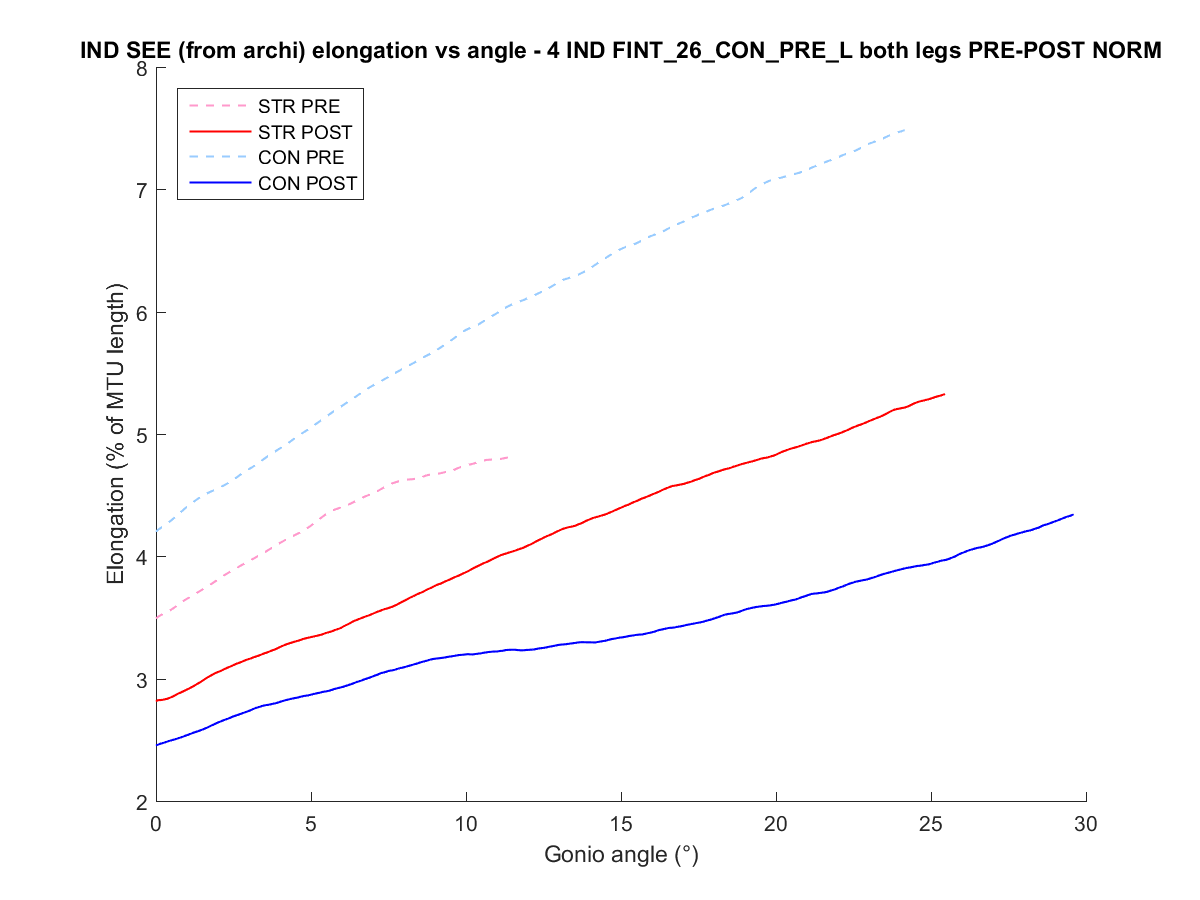 IND SEE (from archi) elongation vs angle - 4 IND FINT_26_CON_PRE_L both legs PRE-POST NORM
8
7
6
5
4
3
2
Elongation (% of MTU length)
STR PRE
STR POST
CON PRE
CON POST
0 5 10 15 20 25 30
Gonio angle (°)